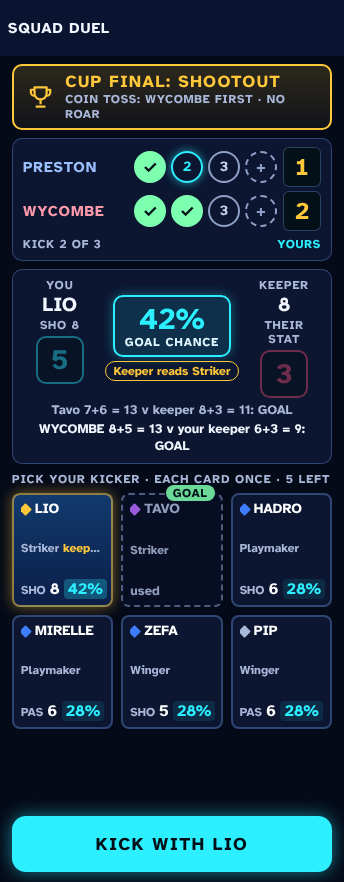 SQUAD DUEL
CUP FINAL: SHOOTOUT
COIN TOSS: WYCOMBE FIRST · NO
ROAR
PRESTON
2
3
+
1
WYCOMBE
3
+
2
KICK 2 OF 3
YOURS
YOU
LIO
SHO 8
5
42%
GOAL CHANCE
Keeper reads Striker
KEEPER
8
THEIR
STAT
3
Tavo 7+6 = 13 v keeper 8+3 = 11: GOAL
WYCOMBE 8+5 = 13 v your keeper 6+3 = 9:
GOAL
PICK YOUR KICKER · EACH CARD ONCE · 5 LEFT
LIO
Striker keep…
SHO 8 42%
GOAL
TAVO
Striker
used
HADRO
Playmaker
SHO 6 28%
MIRELLE
Playmaker
PAS 6 28%
ZEFA
Winger
SHO 5 28%
PIP
Winger
PAS 6 28%
KICK WITH LIO